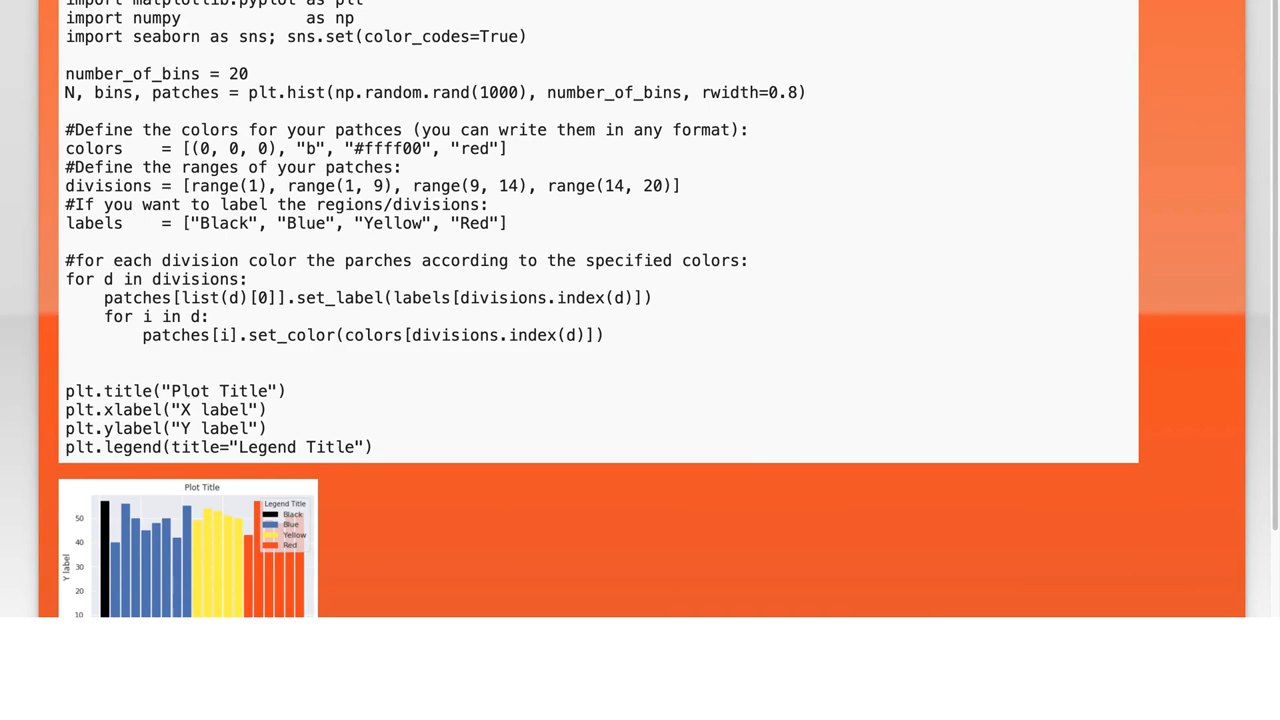 import matplotlib.pyplot as plt
import numpy             as np
import seaborn as sns; sns.set(color_codes=True)
number_of_bins = 20
N, bins, patches = plt.hist(np.random.rand(1000), number_of_bins, rwidth=0.8)
#Define the colors for your pathces (you can write them in any format):
colors    = [(0, 0, 0), "b", "#ffff00", "red"]
#Define the ranges of your patches:
divisions = [range(1), range(1, 9), range(9, 14), range(14, 20)]
#If you want to label the regions/divisions:
labels    = ["Black", "Blue", "Yellow", "Red"]
#for each division color the parches according to the specified colors:
for d in divisions:
    patches[list(d)[0]].set_label(labels[divisions.index(d)])
    for i in d:
        patches[i].set_color(colors[divisions.index(d)])
plt.title("Plot Title")
plt.xlabel("X label")
plt.ylabel("Y label")
plt.legend(title="Legend Title")
Plot Title
Legend Title
Black
Blue
Yellow
Red
50
40
30
20
10
Y label